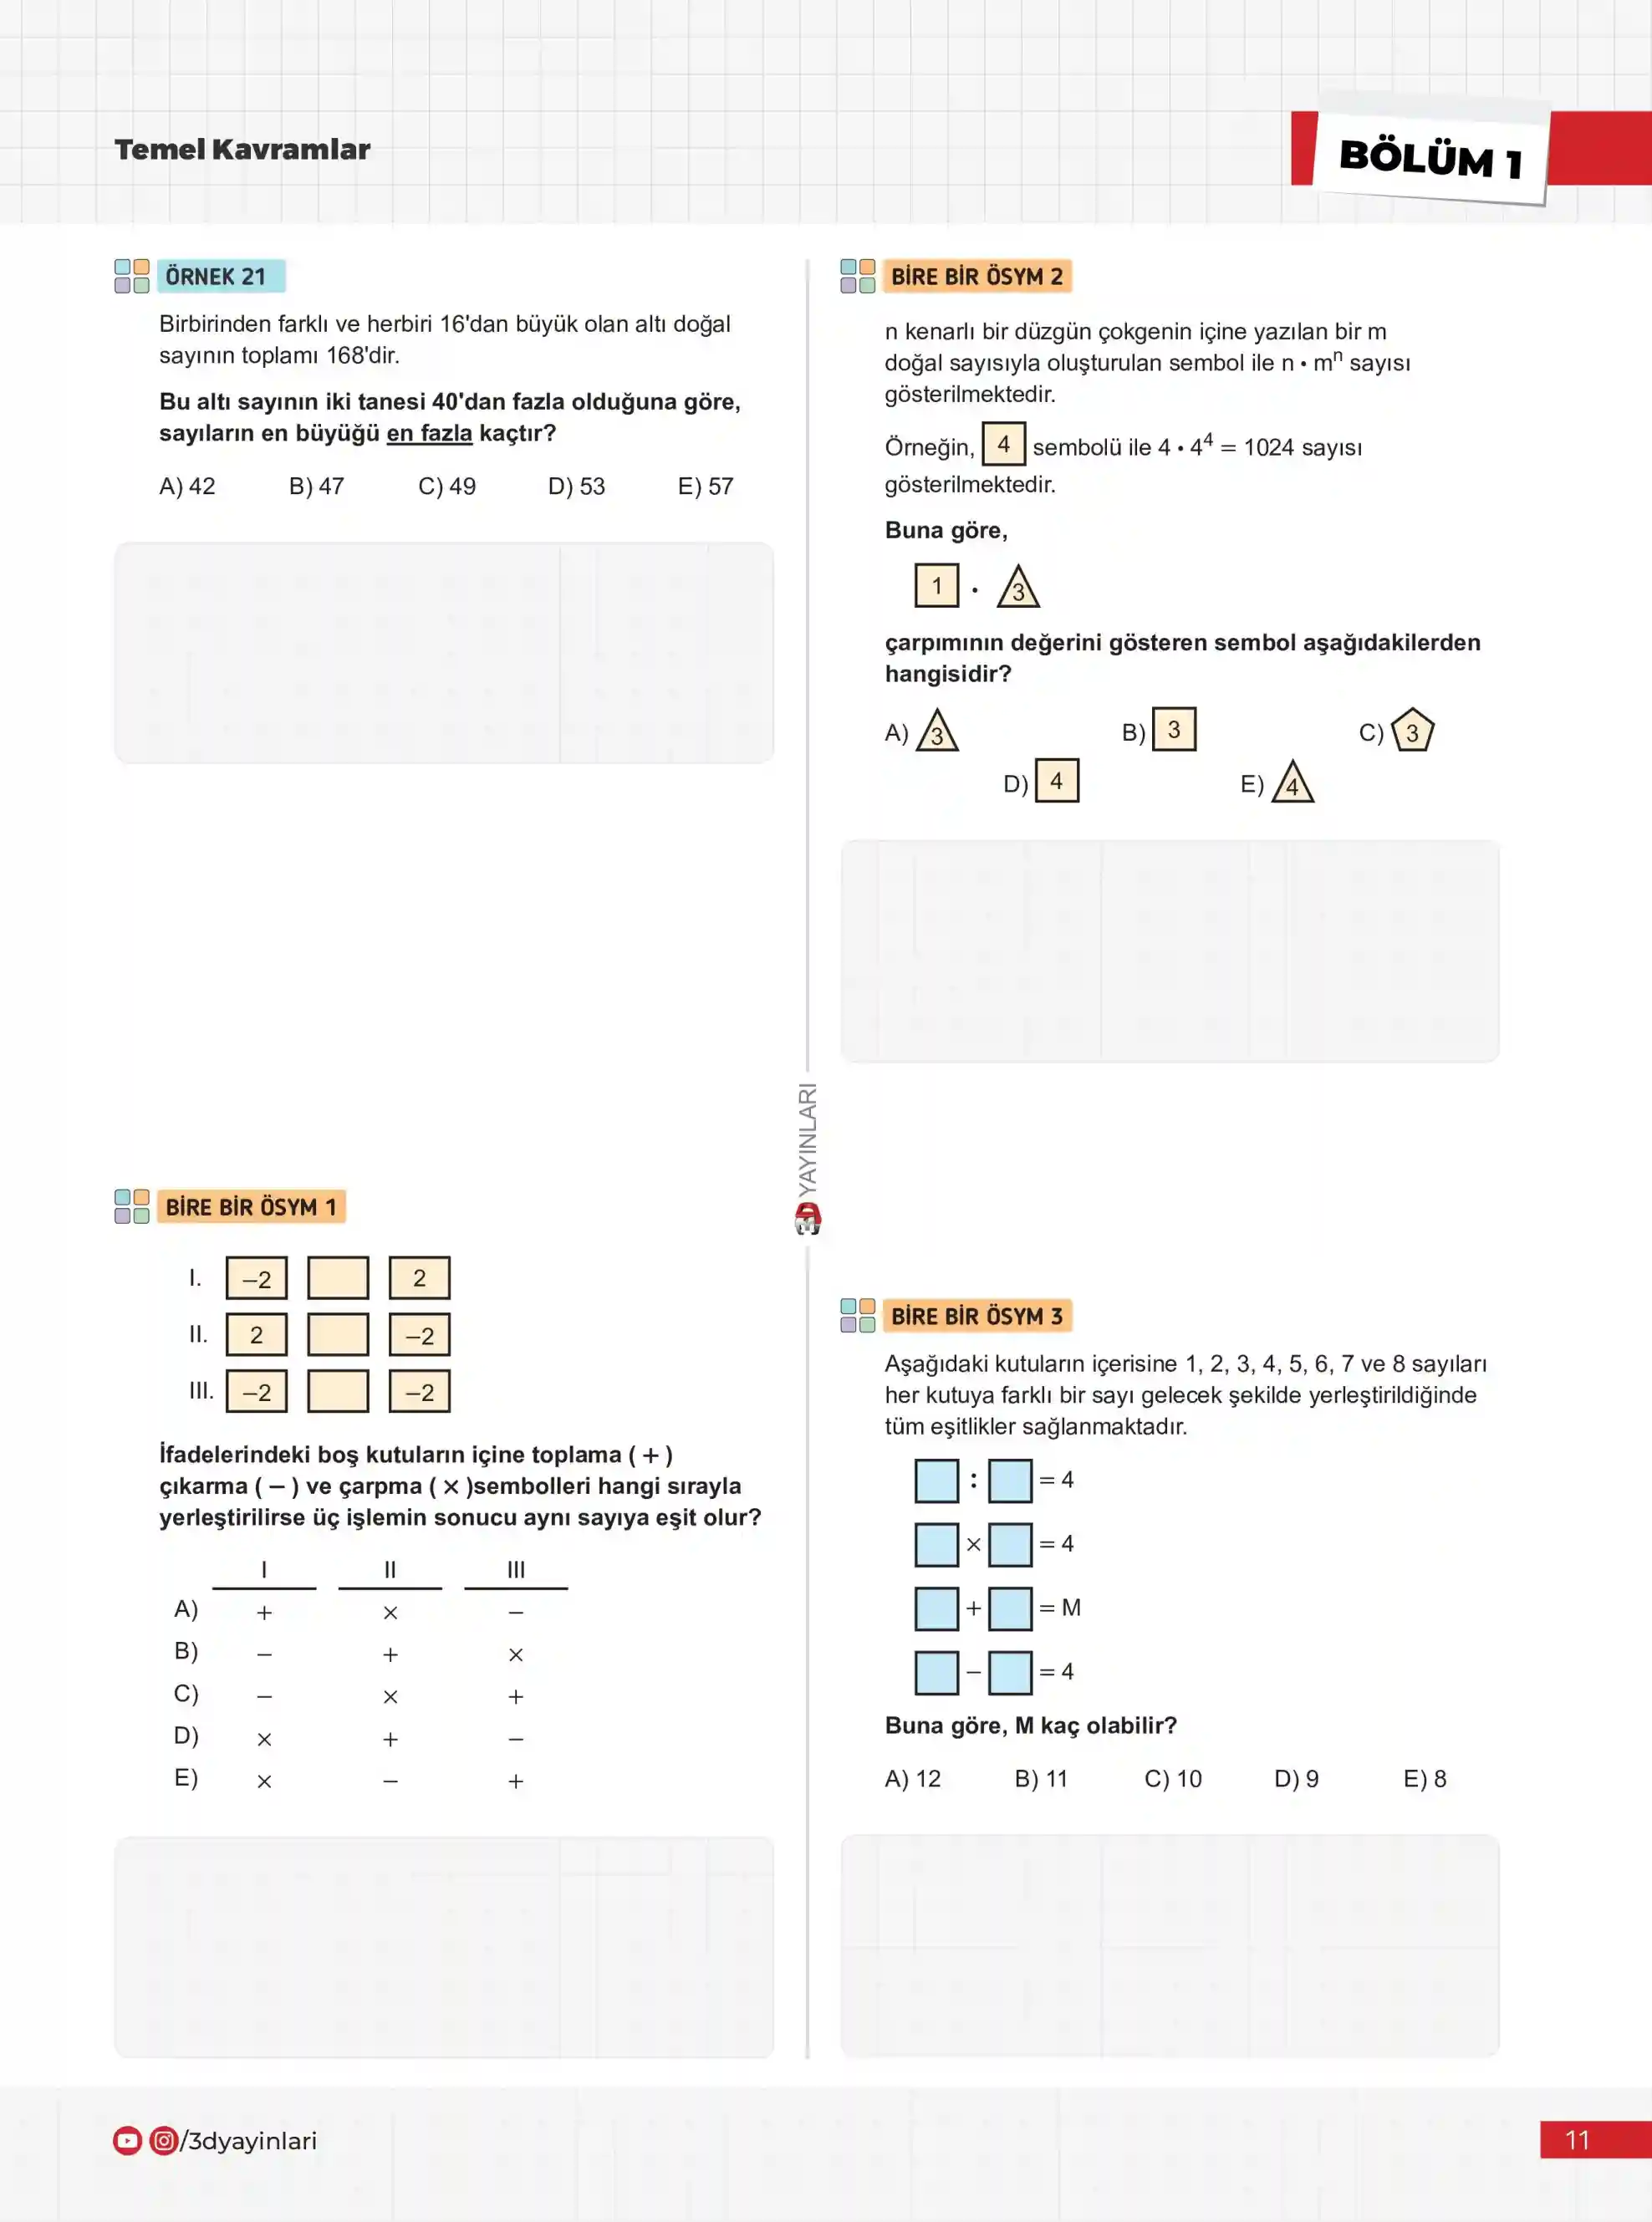 Temel Kavramlar
BÖLÜM 1
ÖRNEK 21
Birbirinden farklı ve herbiri 16'dan büyük olan altı doğal
sayının toplamı 168'dir.
Bu altı sayının iki tanesi 40'dan fazla olduğuna göre,
sayıların en büyüğü en fazla kaçtır?
A) 42 B) 47 C) 49 D) 53 E) 57
BİRE BİR ÖSYM 1
I. –2 2
II. 2 –2
III. –2 –2
İfadelerindeki boş kutuların içine toplama ( + )
çıkarma ( – ) ve çarpma ( × )sembolleri hangi sırayla
yerleştirilirse üç işlemin sonucu aynı sayıya eşit olur?
I II III
A) + × –
B) – + ×
C) – × +
D) × + –
E) × – +
YAYINLARI
BİRE BİR ÖSYM 2
n kenarlı bir düzgün çokgenin içine yazılan bir m
doğal sayısıyla oluşturulan sembol ile n • mⁿ sayısı
gösterilmektedir.
Örneğin, 4 sembolü ile 4 • 4⁴ = 1024 sayısı
gösterilmektedir.
Buna göre,
1 • 3
çarpımının değerini gösteren sembol aşağıdakilerden
hangisidir?
A) 3 B) 3 C) 3
D) 4 E) 4
BİRE BİR ÖSYM 3
Aşağıdaki kutuların içerisine 1, 2, 3, 4, 5, 6, 7 ve 8 sayıları
her kutuya farklı bir sayı gelecek şekilde yerleştirildiğinde
tüm eşitlikler sağlanmaktadır.
: = 4
× = 4
+ = M
– = 4
Buna göre, M kaç olabilir?
A) 12 B) 11 C) 10 D) 9 E) 8
/3dyayinlari
11